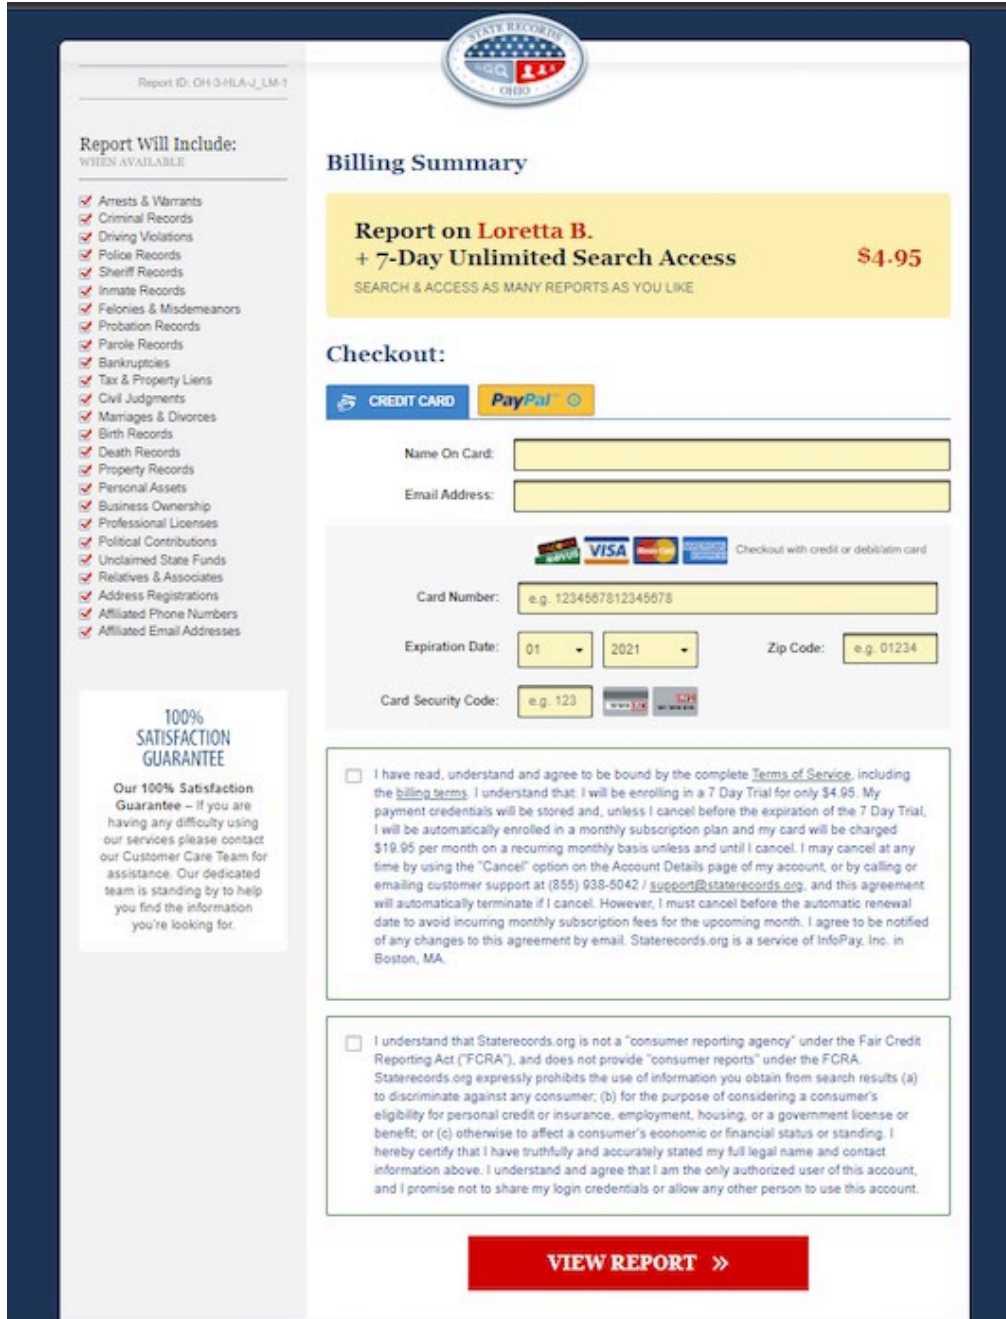 STATE RECORDS
OHIO
Report ID: OH-3-HLA-J_LM-1
Report Will Include:
WHEN AVAILABLE
Arrests & Warrants
Criminal Records
Driving Violations
Police Records
Sheriff Records
Inmate Records
Felonies & Misdemeanors
Probation Records
Parole Records
Bankruptcies
Tax & Property Liens
Civil Judgments
Marriages & Divorces
Birth Records
Death Records
Property Records
Personal Assets
Business Ownership
Professional Licenses
Political Contributions
Unclaimed State Funds
Relatives & Associates
Address Registrations
Affiliated Phone Numbers
Affiliated Email Addresses
100%
SATISFACTION
GUARANTEE
Our 100% Satisfaction
Guarantee – If you are
having any difficulty using
our services please contact
our Customer Care Team for
assistance. Our dedicated
team is standing by to help
you find the information
you're looking for.
Billing Summary
Report on Loretta B.
+ 7-Day Unlimited Search Access
$4.95
SEARCH & ACCESS AS MANY REPORTS AS YOU LIKE
Checkout:
CREDIT CARD
PayPal
Name On Card:
Email Address:
VISA
Checkout with credit or debit/atm card
Card Number: e.g. 1234567812345678
Expiration Date: 01 2021 Zip Code: e.g. 01234
Card Security Code: e.g. 123
I have read, understand and agree to be bound by the complete Terms of Service, including
the billing terms. I understand that: I will be enrolling in a 7 Day Trial for only $4.95. My
payment credentials will be stored and, unless I cancel before the expiration of the 7 Day Trial,
I will be automatically enrolled in a monthly subscription plan and my card will be charged
$19.95 per month on a recurring monthly basis unless and until I cancel. I may cancel at any
time by using the "Cancel" option on the Account Details page of my account, or by calling or
emailing customer support at (855) 938-5042 / support@staterecords.org, and this agreement
will automatically terminate if I cancel. However, I must cancel before the automatic renewal
date to avoid incurring monthly subscription fees for the upcoming month. I agree to be notified
of any changes to this agreement by email. Staterecords.org is a service of InfoPay, Inc. in
Boston, MA.
I understand that Staterecords.org is not a "consumer reporting agency" under the Fair Credit
Reporting Act ("FCRA"), and does not provide "consumer reports" under the FCRA.
Staterecords.org expressly prohibits the use of information you obtain from search results (a)
to discriminate against any consumer; (b) for the purpose of considering a consumer's
eligibility for personal credit or insurance, employment, housing, or a government license or
benefit; or (c) otherwise to affect a consumer's economic or financial status or standing. I
hereby certify that I have truthfully and accurately stated my full legal name and contact
information above. I understand and agree that I am the only authorized user of this account,
and I promise not to share my login credentials or allow any other person to use this account.
VIEW REPORT »